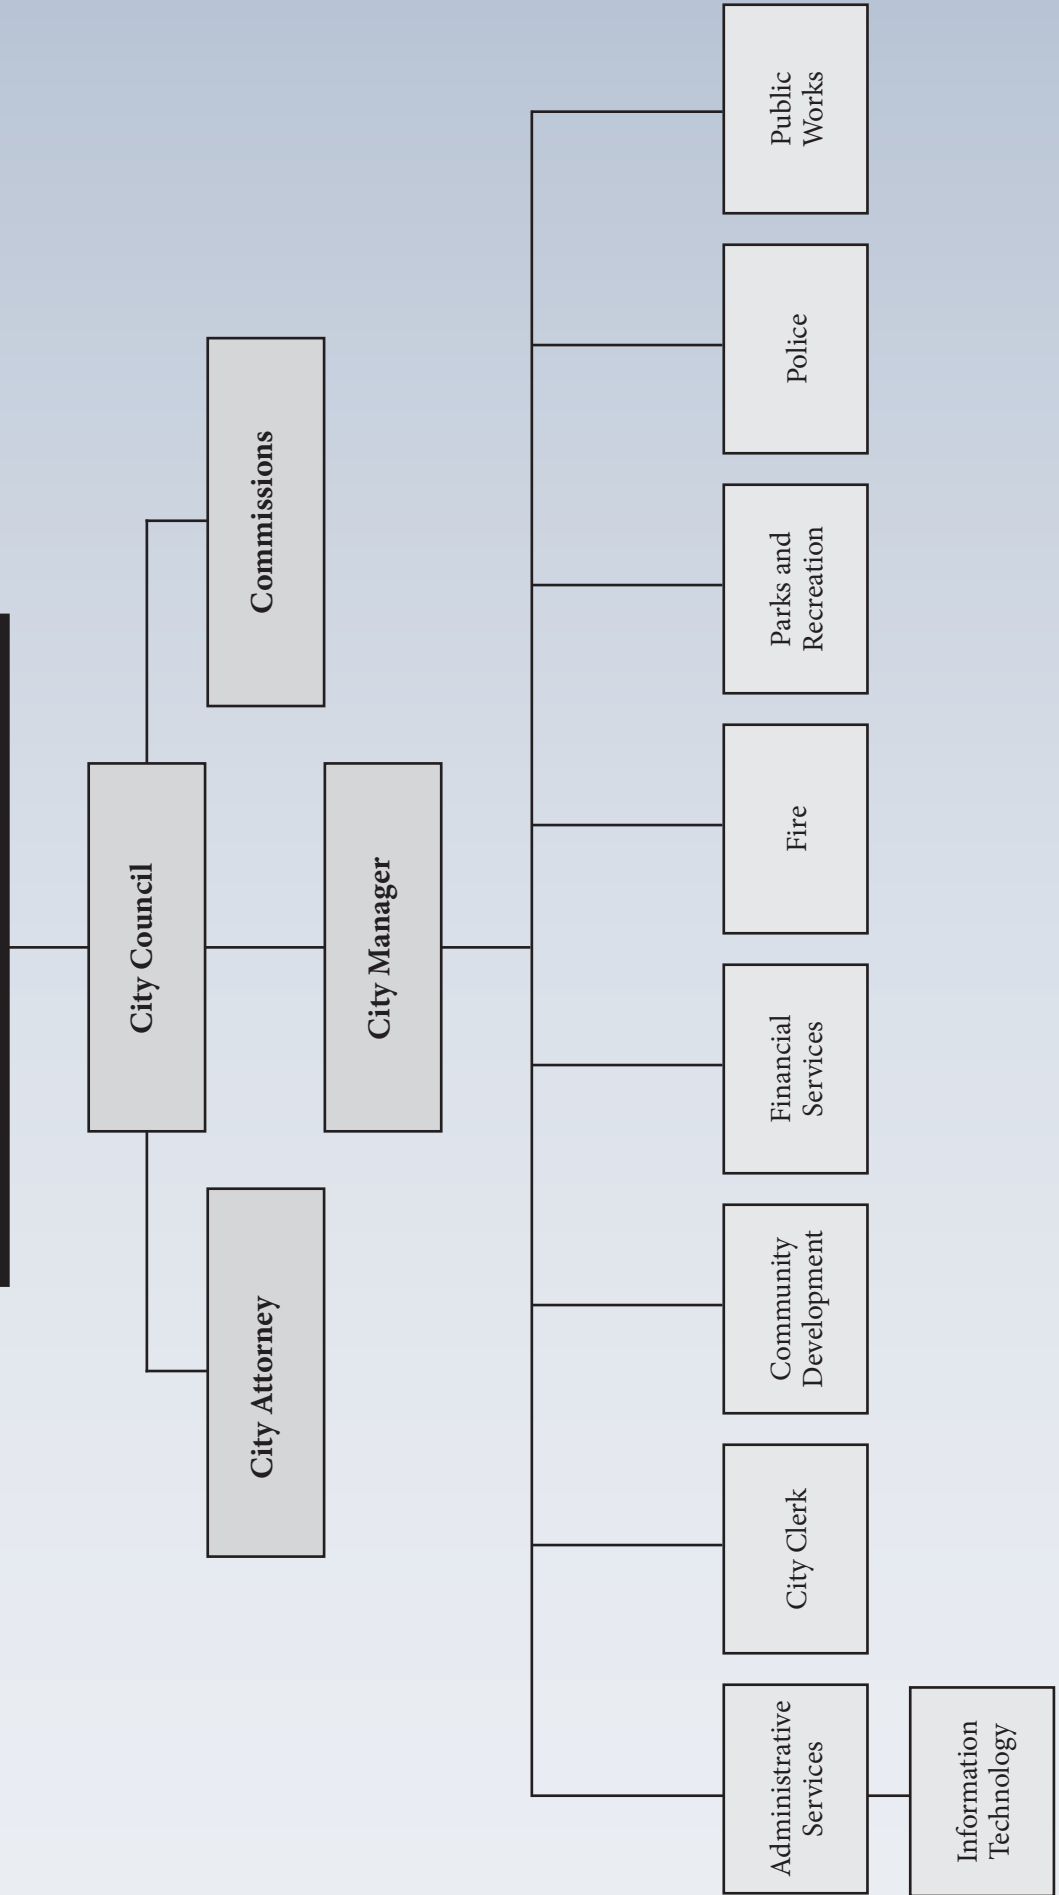 City Council
City Attorney
Commissions
City Manager
Administrative
Services
City Clerk
Community
Development
Financial
Services
Fire
Parks and
Recreation
Police
Public
Works
Information
Technology